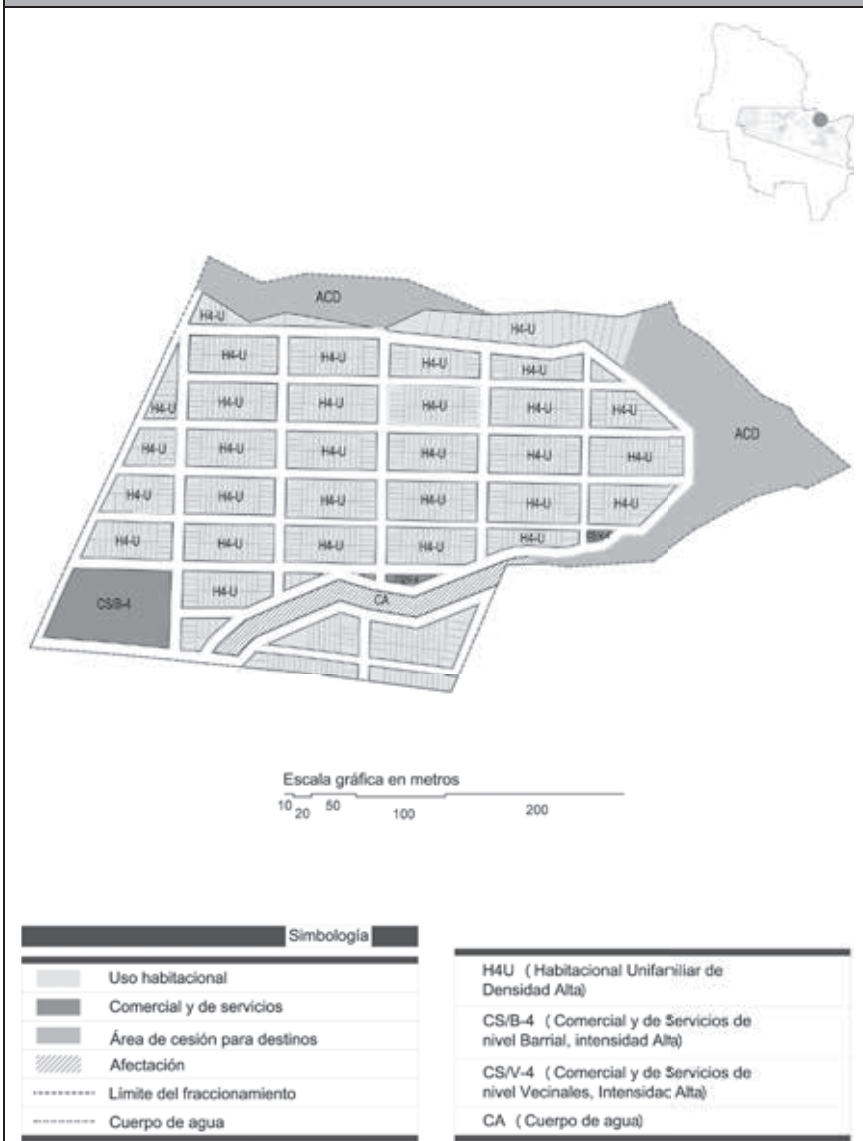 ACD
H4-U
H4-U
H4-U H4-U H4-U H4-U
H4-U H4-U H4-U H4-U H4-U H4-U
ACD
H4-U H4-U H4-U H4-U H4-U H4-U
H4-U H4-U H4-U H4-U H4-U H4-U
H4-U H4-U H4-U H4-U H4-U
CS/B-4
H4-U
CA
Escala gráfica en metros
10 20 50 100 200
Simbología
Uso habitacional
Comercial y de servicios
Área de cesión para destinos
Afectación
Límite del fraccionamiento
Cuerpo de agua
H4U ( Habitacional Unifamiliar de
Densidad Alta)
CS/B-4 ( Comercial y de Servicios de
nivel Barrial, intensidad Alta)
CS/V-4 ( Comercial y de Servicios de
nivel Vecinales, Intensidac Alta)
CA ( Cuerpo de agua)